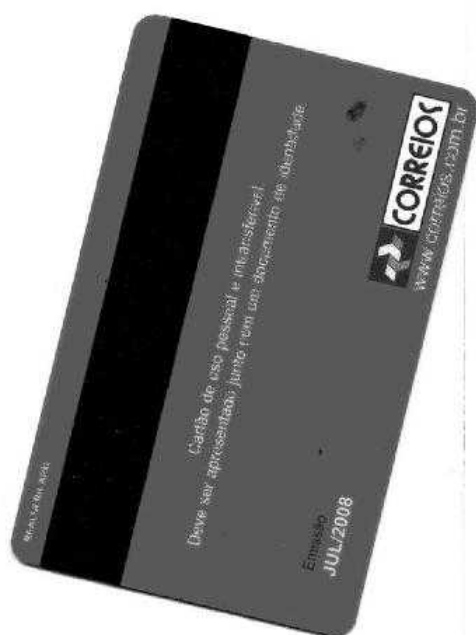 Cartão de uso pessoal e intransferível.
Deve ser apresentado junto com um documento de identidade.
Emissão
JUL/2008
CORREIOS
www.correios.com.br